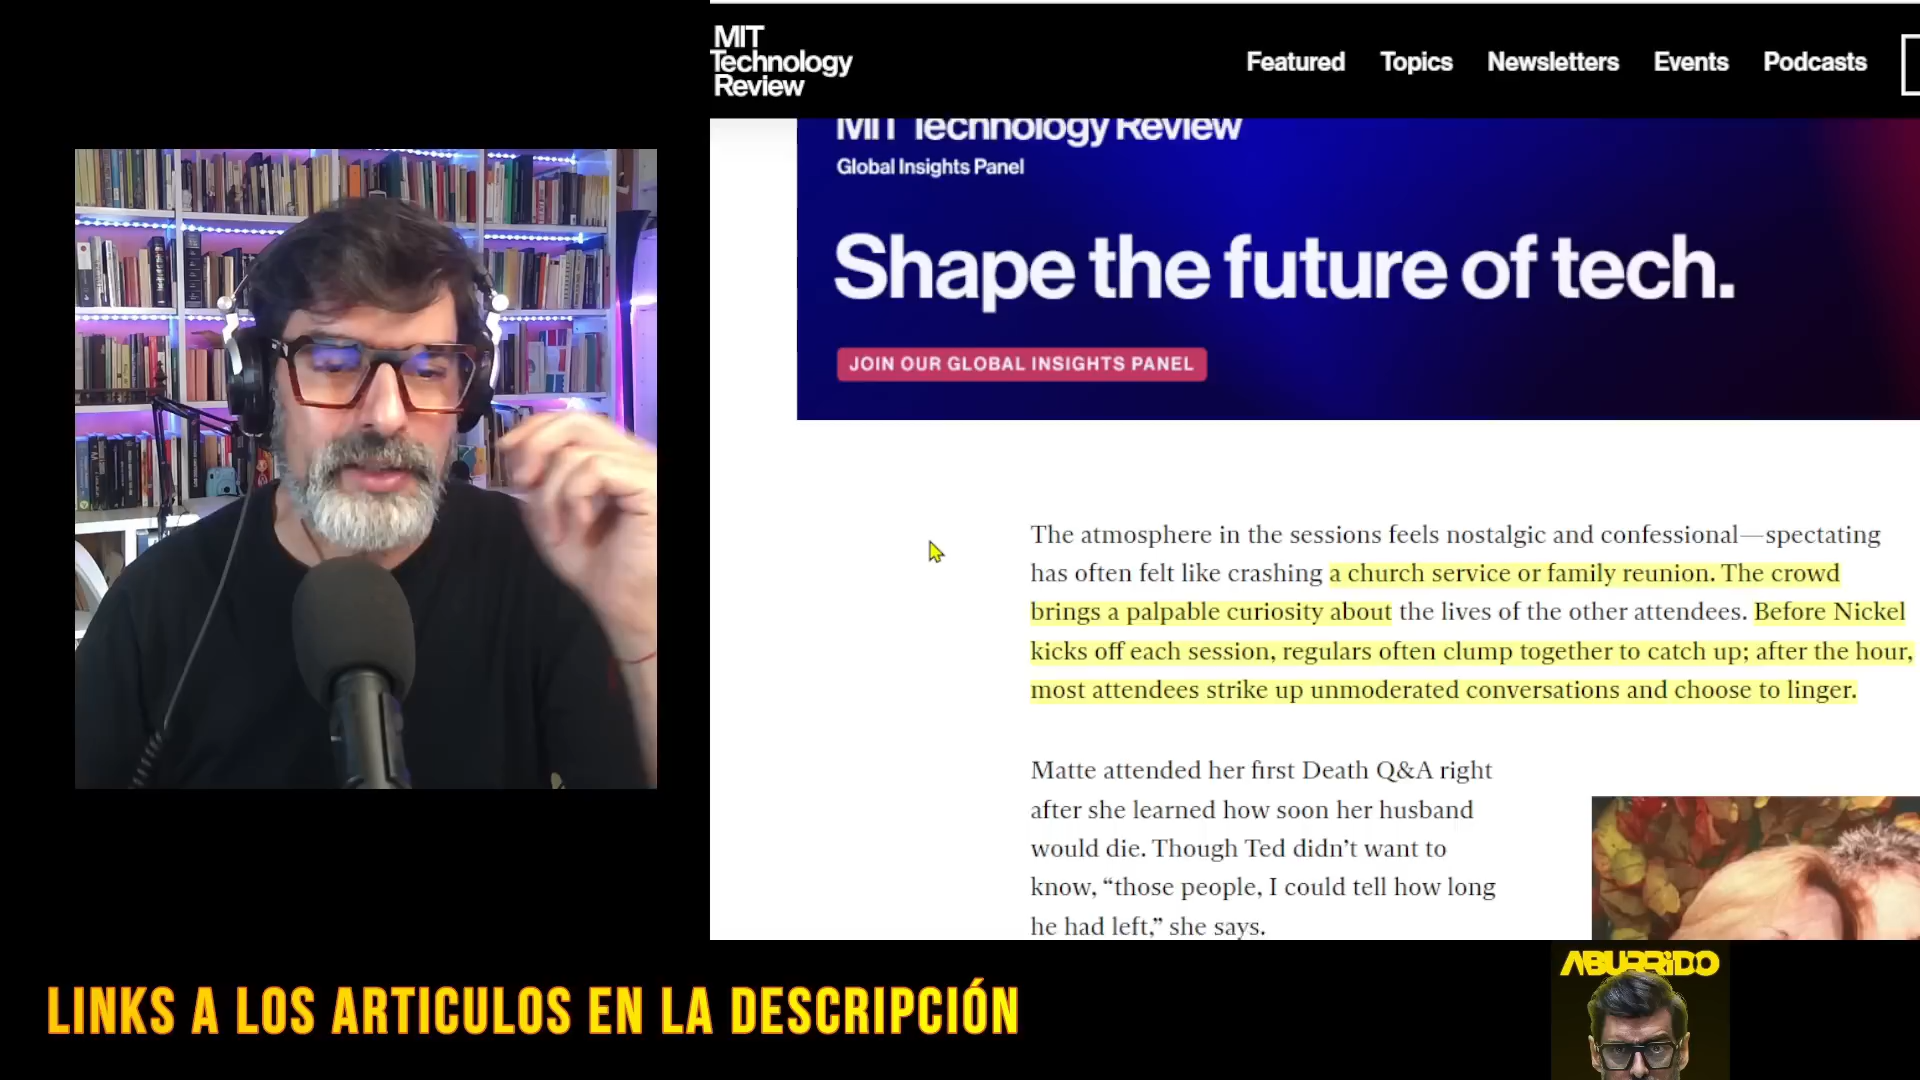 MIT
Technology
Review
Featured
Topics
Newsletters
Events
Podcasts
MIT Technology Review
Global Insights Panel
Shape the future of tech.
JOIN OUR GLOBAL INSIGHTS PANEL
The atmosphere in the sessions feels nostalgic and confessional—spectating
has often felt like crashing a church service or family reunion. The crowd
brings a palpable curiosity about the lives of the other attendees. Before Nickel
kicks off each session, regulars often clump together to catch up; after the hour,
most attendees strike up unmoderated conversations and choose to linger.
Matte attended her first Death Q&A right
after she learned how soon her husband
would die. Though Ted didn’t want to
know, “those people, I could tell how long
he had left,” she says.
LINKS A LOS ARTICULOS EN LA DESCRIPCIÓN
ABURRIDO